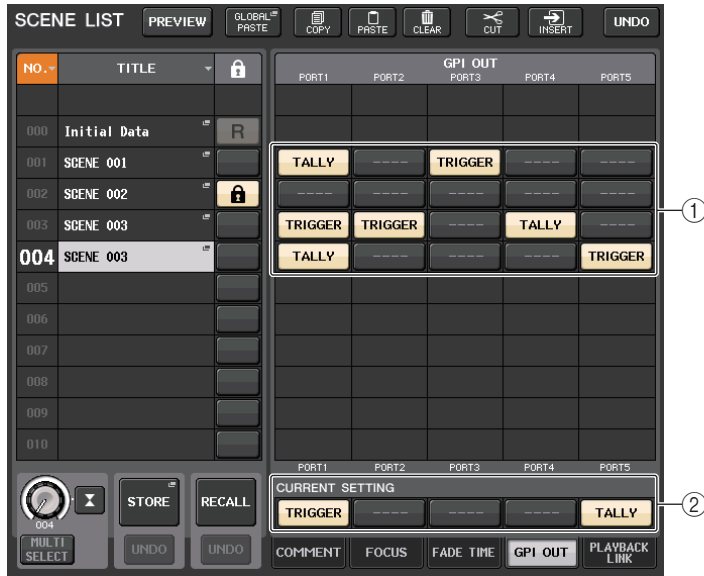 SCENE LIST PREVIEW GLOBAL PASTE COPY PASTE CLEAR CUT INSERT UNDO
NO. TITLE GPI OUT
PORT1 PORT2 PORT3 PORT4 PORT5
000 Initial Data R
001 SCENE 001 TALLY ---- TRIGGER ---- ----
002 SCENE 002 ---- ---- ---- ---- ----
003 SCENE 003 TRIGGER TRIGGER ---- TALLY ----
004 SCENE 003 TALLY ---- ---- ---- TRIGGER
005
006
007
008
009
010
①
PORT1 PORT2 PORT3 PORT4 PORT5
CURRENT SETTING
TRIGGER ---- ---- ---- TALLY
②
004
STORE RECALL
MULTI SELECT UNDO UNDO
COMMENT FOCUS FADE TIME GPI OUT PLAYBACK LINK